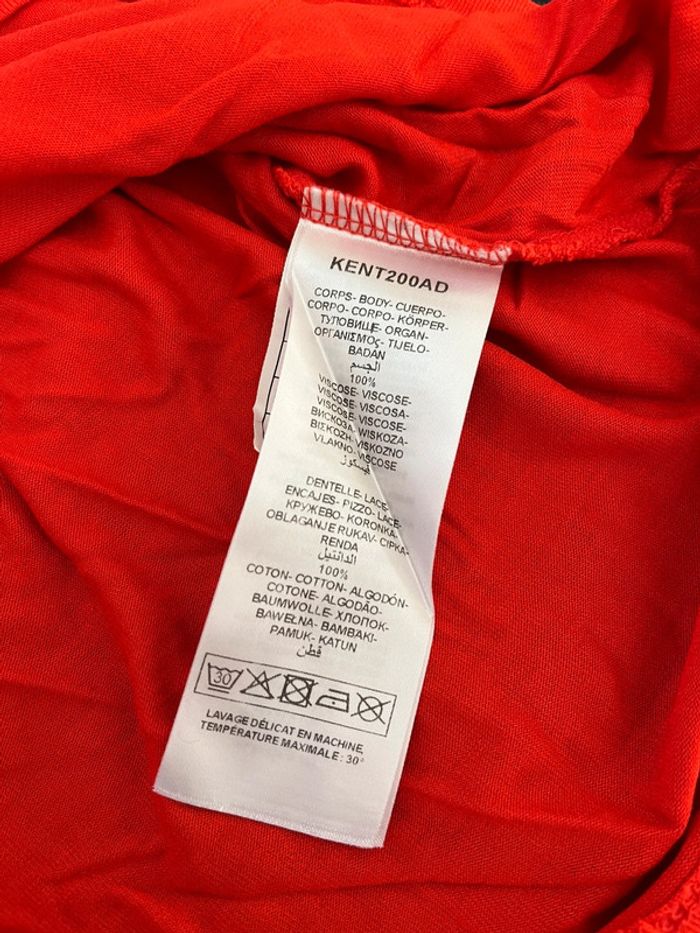 KENT200AD
CORPS- BODY- CUERPO-
CORPO- CORPO- KÖRPER-
ТУЛОВИЩЕ- ORGAN-
ΟΡΓΑΝΙΣΜΟς- TIJELO-
BADAN
الجسم
100%
VISCOSE- VISCOSE-
VISCOSE- VISCOSA-
VISCOSE- VISCOSE-
ВИСКОЗА- WISKOZA-
ΒΙΣΚΟΖΗ- VISKOZNO
VLAKNO- VISCOSE
فيسكوز
DENTELLE- LACE-
ENCAJES- PIZZO- LACE-
КРУЖЕВО- KORONKA-
OBLAGANJE RUKAV- CIPKA-
RENDA
الدانتيل
100%
COTON- COTTON- ALGODÓN-
COTONE- ALGODÃO-
BAUMWOLLE- ХЛОПОК-
BAWEŁNA- BAMBAKI-
PAMUK- KATUN
قطن
30
LAVAGE DÉLICAT EN MACHINE,
TEMPÉRATURE MAXIMALE : 30°